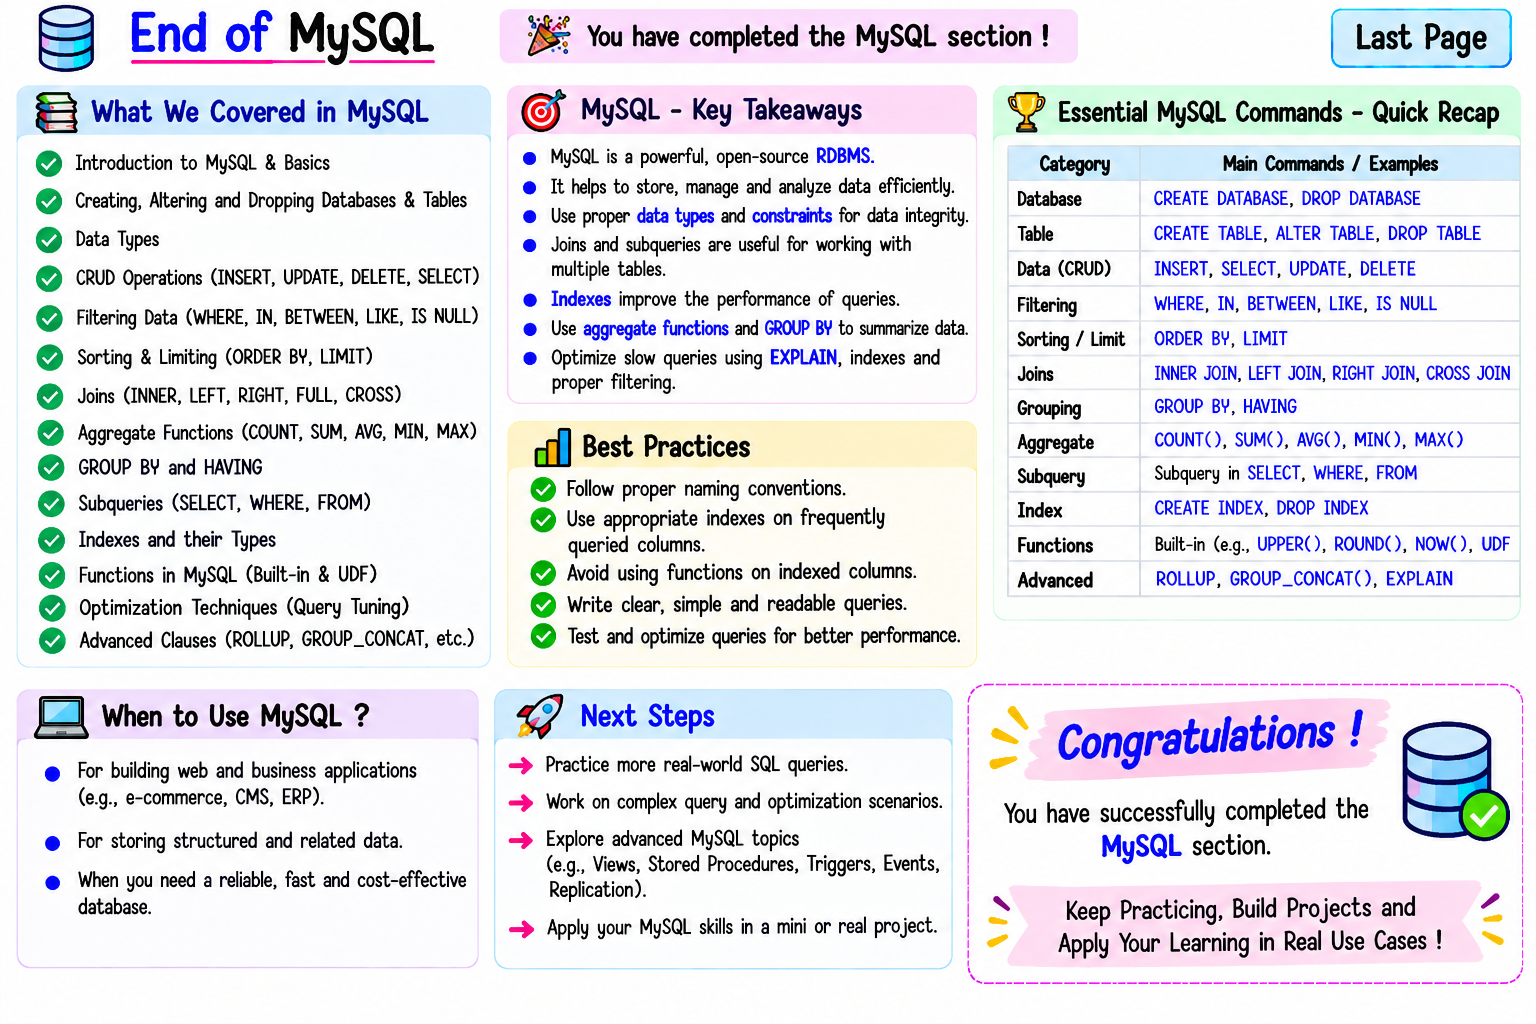 End of MySQL
You have completed the MySQL section !
Last Page
What We Covered in MySQL
Introduction to MySQL & Basics
Creating, Altering and Dropping Databases & Tables
Data Types
CRUD Operations (INSERT, UPDATE, DELETE, SELECT)
Filtering Data (WHERE, IN, BETWEEN, LIKE, IS NULL)
Sorting & Limiting (ORDER BY, LIMIT)
Joins (INNER, LEFT, RIGHT, FULL, CROSS)
Aggregate Functions (COUNT, SUM, AVG, MIN, MAX)
GROUP BY and HAVING
Subqueries (SELECT, WHERE, FROM)
Indexes and their Types
Functions in MySQL (Built-in & UDF)
Optimization Techniques (Query Tuning)
Advanced Clauses (ROLLUP, GROUP_CONCAT, etc.)
MySQL - Key Takeaways
MySQL is a powerful, open-source RDBMS.
It helps to store, manage and analyze data efficiently.
Use proper data types and constraints for data integrity.
Joins and subqueries are useful for working with
multiple tables.
Indexes improve the performance of queries.
Use aggregate functions and GROUP BY to summarize data.
Optimize slow queries using EXPLAIN, indexes and
proper filtering.
Best Practices
Follow proper naming conventions.
Use appropriate indexes on frequently
queried columns.
Avoid using functions on indexed columns.
Write clear, simple and readable queries.
Test and optimize queries for better performance.
Essential MySQL Commands - Quick Recap
Category Main Commands / Examples
Database CREATE DATABASE, DROP DATABASE
Table CREATE TABLE, ALTER TABLE, DROP TABLE
Data (CRUD) INSERT, SELECT, UPDATE, DELETE
Filtering WHERE, IN, BETWEEN, LIKE, IS NULL
Sorting / Limit ORDER BY, LIMIT
Joins INNER JOIN, LEFT JOIN, RIGHT JOIN, CROSS JOIN
Grouping GROUP BY, HAVING
Aggregate COUNT(), SUM(), AVG(), MIN(), MAX()
Subquery Subquery in SELECT, WHERE, FROM
Index CREATE INDEX, DROP INDEX
Functions Built-in (e.g., UPPER(), ROUND(), NOW(), UDF
Advanced ROLLUP, GROUP_CONCAT(), EXPLAIN
When to Use MySQL ?
For building web and business applications
(e.g., e-commerce, CMS, ERP).
For storing structured and related data.
When you need a reliable, fast and cost-effective
database.
Next Steps
Practice more real-world SQL queries.
Work on complex query and optimization scenarios.
Explore advanced MySQL topics
(e.g., Views, Stored Procedures, Triggers, Events,
Replication).
Apply your MySQL skills in a mini or real project.
Congratulations !
You have successfully completed the
MySQL section.
Keep Practicing, Build Projects and
Apply Your Learning in Real Use Cases !